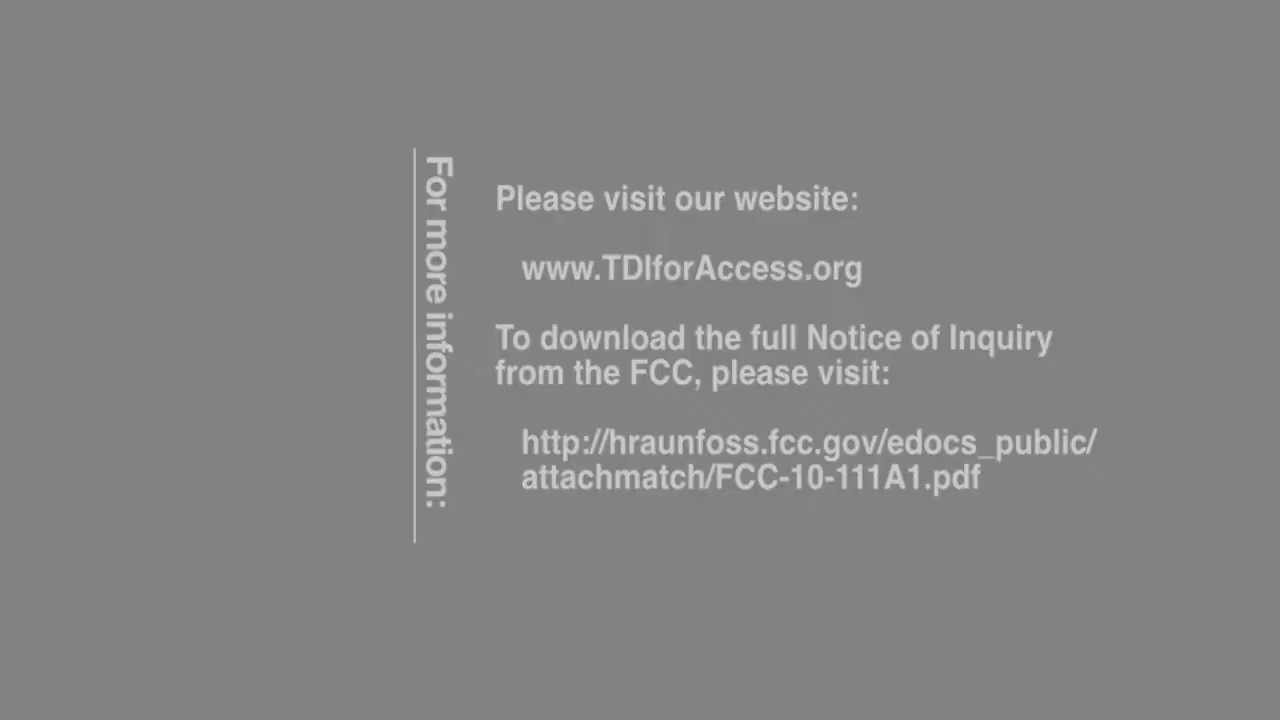 For more information:
Please visit our website:
www.TDIforAccess.org
To download the full Notice of Inquiry
from the FCC, please visit:
http://hraunfoss.fcc.gov/edocs_public/
attachmatch/FCC-10-111A1.pdf